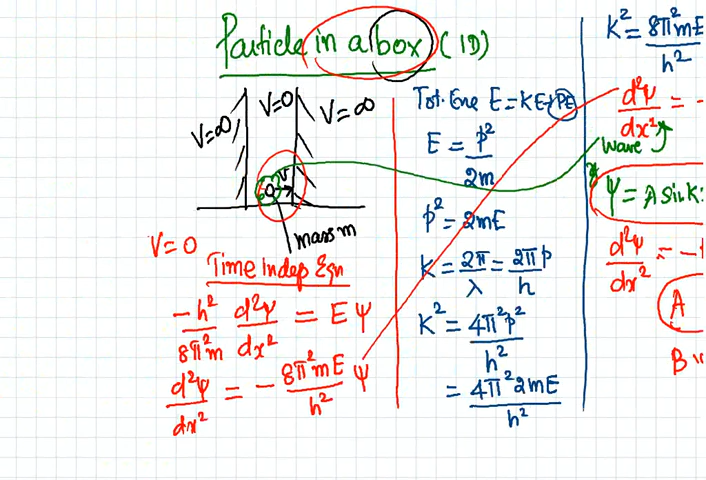 Particle in a box (1D)
V=∞
V=0
V=∞
V
mass m
V=0
Time Indep Eqn
-h²/8π²m d²ψ/dx² = Eψ
d²ψ/dx² = -8π²mE/h² ψ
Tot. Ene E = KE+PE
E = p²/2m
p² = 2mE
K = 2π/λ = 2πp/h
K² = 4π²p²/h²
= 4π²2mE/h²
K² = 8π²mE/h²
d²ψ/dx² = -
Wave
ψ = A sin K
d²ψ/dx² = -
A
B